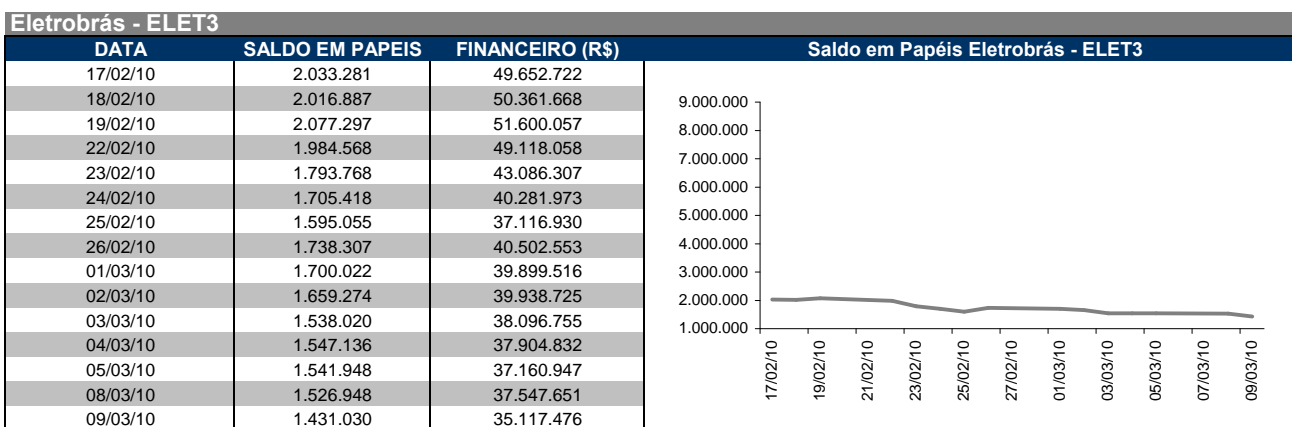 Eletrobrás - ELET3
DATA SALDO EM PAPEIS FINANCEIRO (R$) Saldo em Papéis Eletrobrás - ELET3
17/02/10 2.033.281 49.652.722
18/02/10 2.016.887 50.361.668
19/02/10 2.077.297 51.600.057
22/02/10 1.984.568 49.118.058
23/02/10 1.793.768 43.086.307
24/02/10 1.705.418 40.281.973
25/02/10 1.595.055 37.116.930
26/02/10 1.738.307 40.502.553
01/03/10 1.700.022 39.899.516
02/03/10 1.659.274 39.938.725
03/03/10 1.538.020 38.096.755
04/03/10 1.547.136 37.904.832
05/03/10 1.541.948 37.160.947
08/03/10 1.526.948 37.547.651
09/03/10 1.431.030 35.117.476
9.000.000
8.000.000
7.000.000
6.000.000
5.000.000
4.000.000
3.000.000
2.000.000
1.000.000
17/02/10
19/02/10
21/02/10
23/02/10
25/02/10
27/02/10
01/03/10
03/03/10
05/03/10
07/03/10
09/03/10